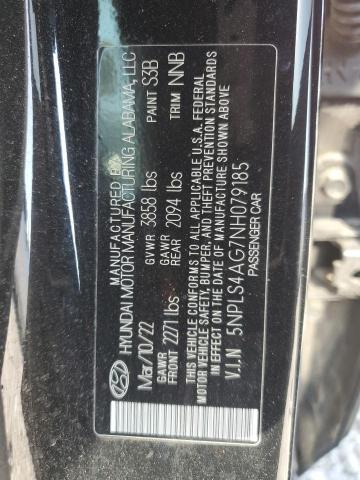 MANUFACTURED BY
HYUNDAI MOTOR MANUFACTURING ALABAMA, LLC
Mar/10/22 GVWR 3858 lbs PAINT S3B
GAWR FRONT 2271 lbs GAWR REAR 2094 lbs TRIM NNB
THIS VEHICLE CONFORMS TO ALL APPLICABLE U.S.A. FEDERAL
MOTOR VEHICLE SAFETY, BUMPER, AND THEFT PREVENTION STANDARDS
IN EFFECT ON THE DATE OF MANUFACTURE SHOWN ABOVE
V.I.N 5NPLS4AG7NH079185
PASSENGER CAR